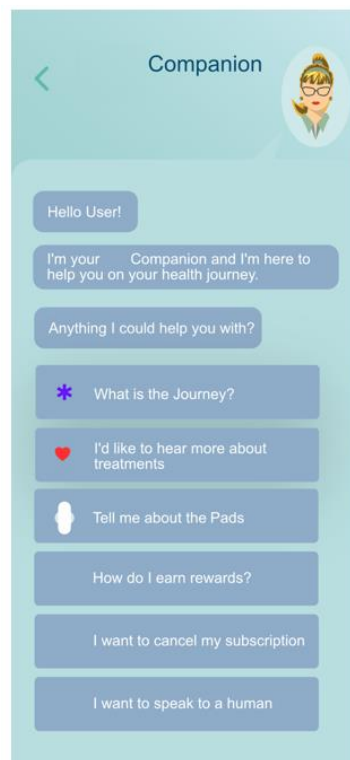 Companion
Hello User!
I'm your Companion and I'm here to
help you on your health journey.
Anything I could help you with?
What is the Journey?
I'd like to hear more about
treatments
Tell me about the Pads
How do I earn rewards?
I want to cancel my subscription
I want to speak to a human